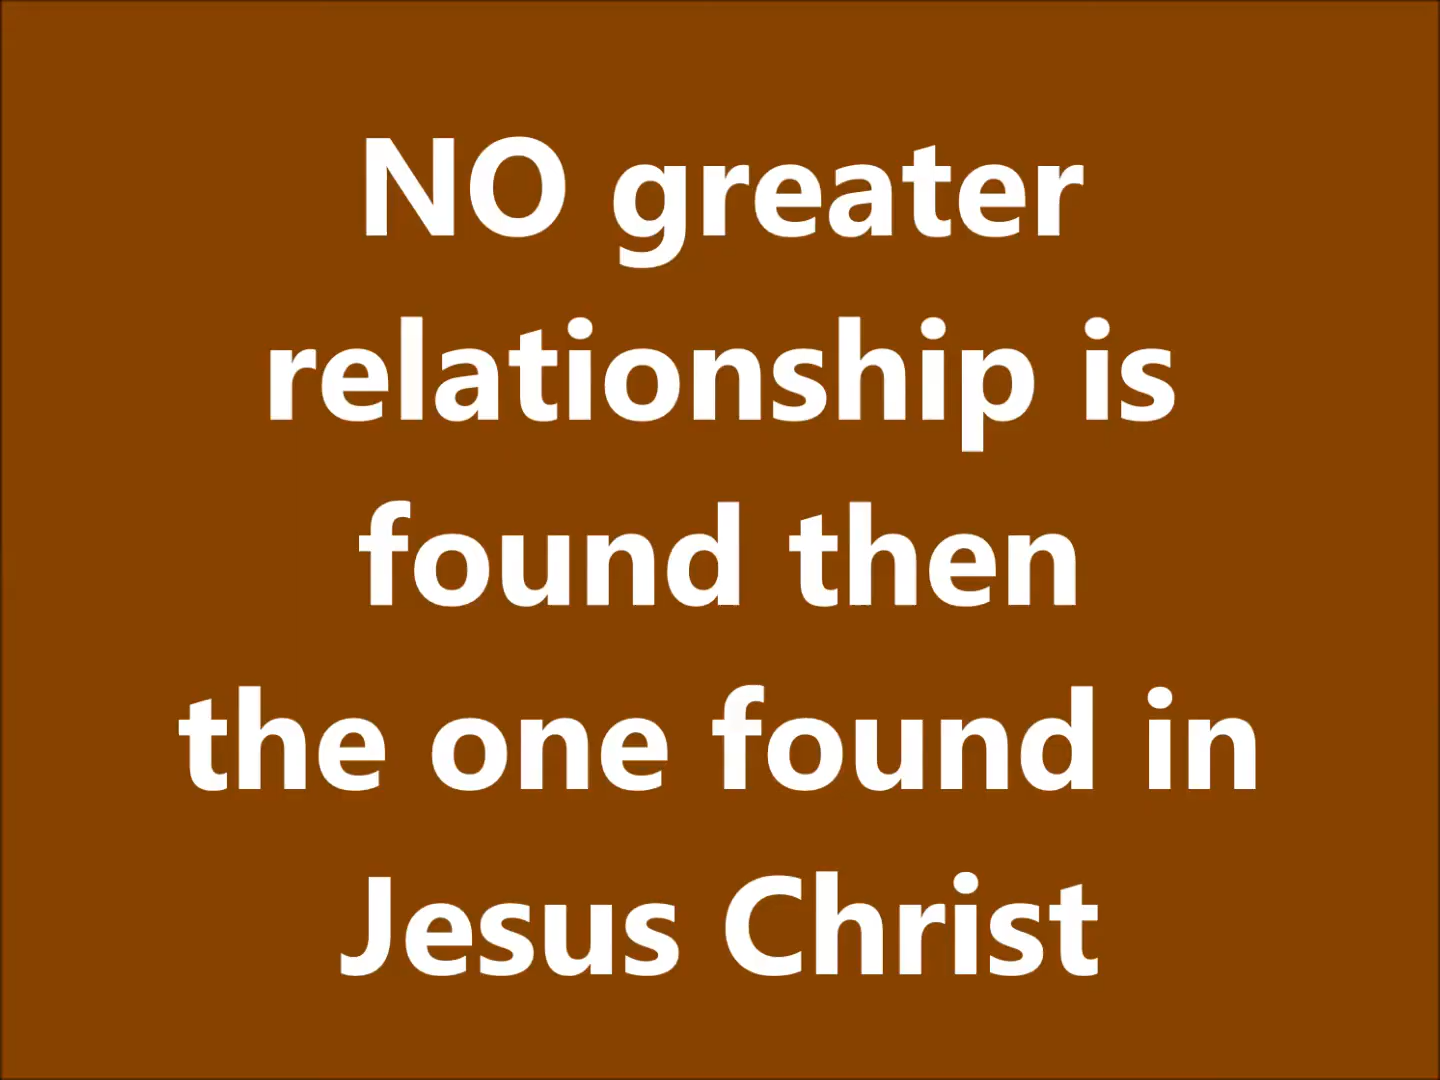 NO greater
relationship is
found then
the one found in
Jesus Christ